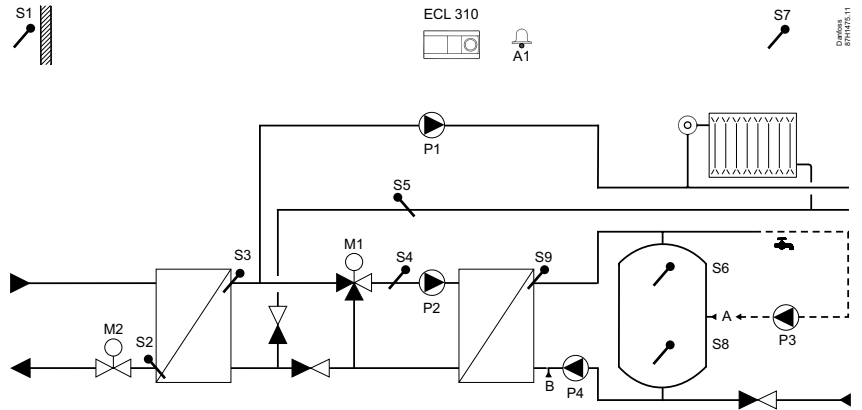 S1
ECL 310
A1
S7
Danfoss
87H1475.11
P1
S5
S3
M1
S4
S9
P2
S6
M2
S2
A
P3
S8
B
P4